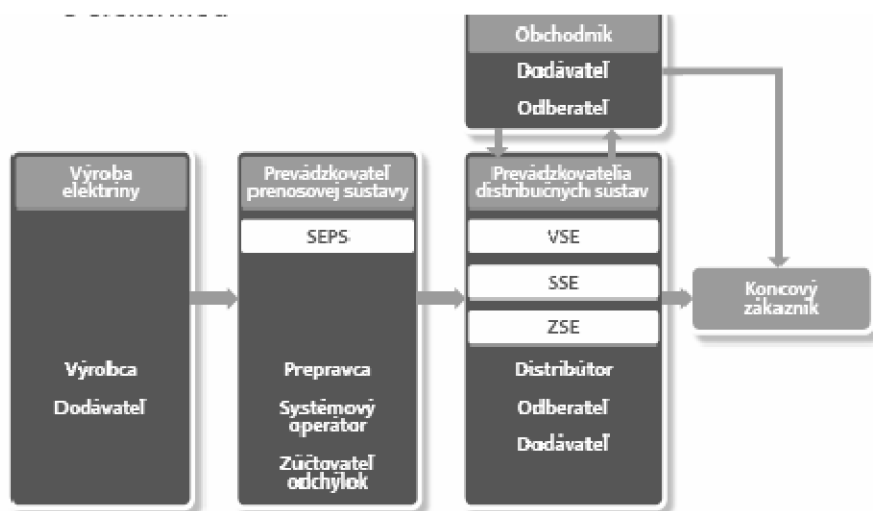 Obchodník
Dodávateľ
Odberateľ
Výroba
elektriny
Výrobca
Dodávateľ
Prevádzkovateľ
prenosovej sústavy
SEPS
Prepravca
Systémový
operátor
Zúčtovateľ
odchýlok
Prevádzkovatelia
distribučných sústav
VSE
SSE
ZSE
Distribútor
Odberateľ
Dodávateľ
Koncový
zákazník